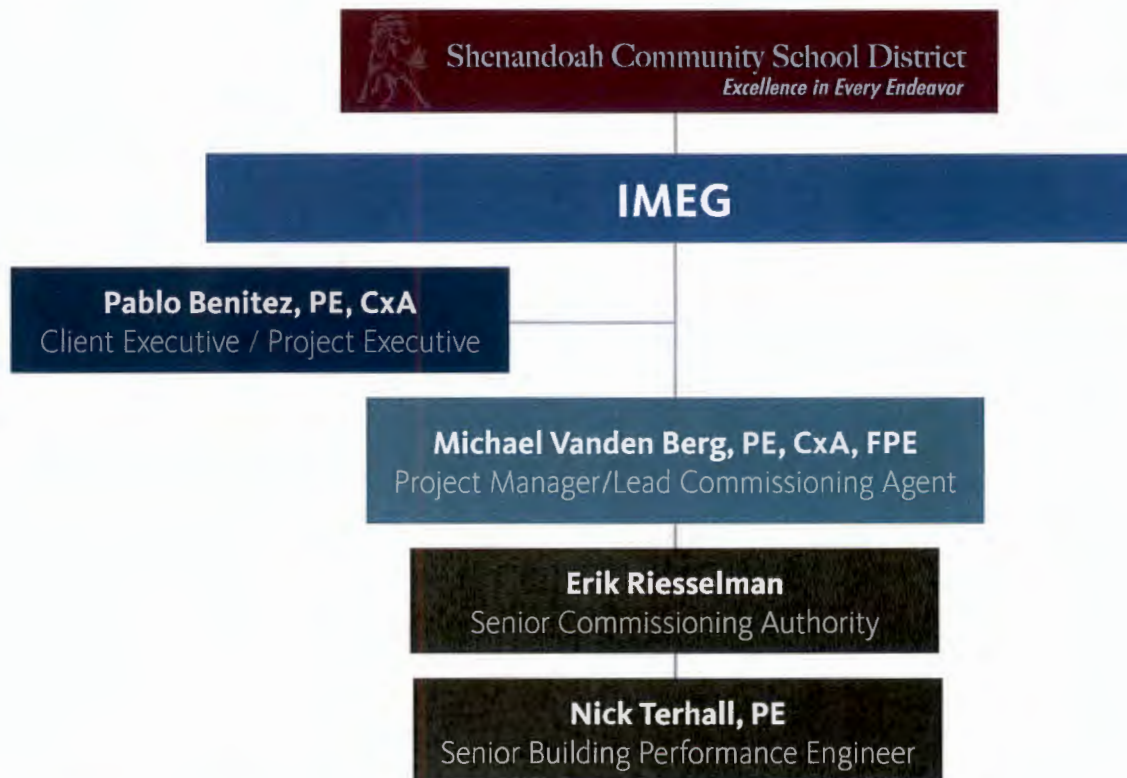 Shenandoah Community School District
Excellence in Every Endeavor
IMEG
Pablo Benitez, PE, CxA
Client Executive / Project Executive
Michael Vanden Berg, PE, CxA, FPE
Project Manager/Lead Commissioning Agent
Erik Riesselman
Senior Commissioning Authority
Nick Terhall, PE
Senior Building Performance Engineer